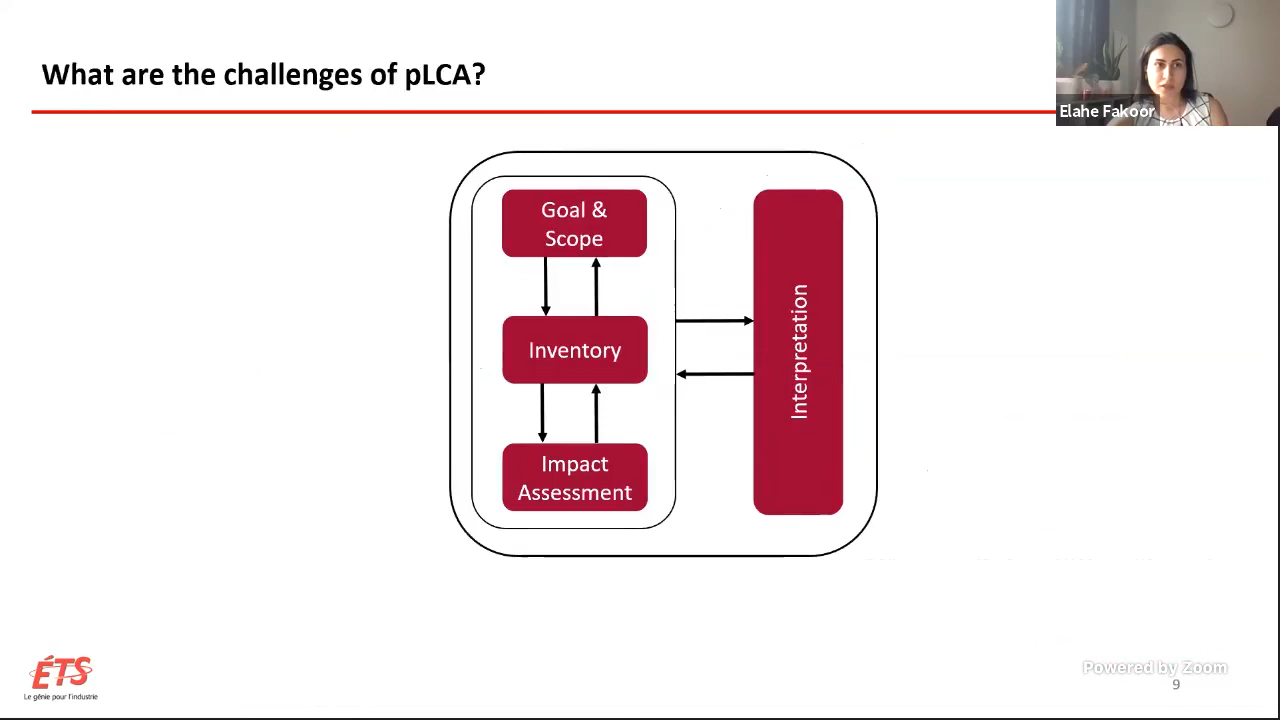 What are the challenges of pLCA?
Elahe Fakoor
Goal &
Scope
Inventory
Impact
Assessment
Interpretation
ÉTS
Le génie pour l'industrie
Powered by Zoom
9